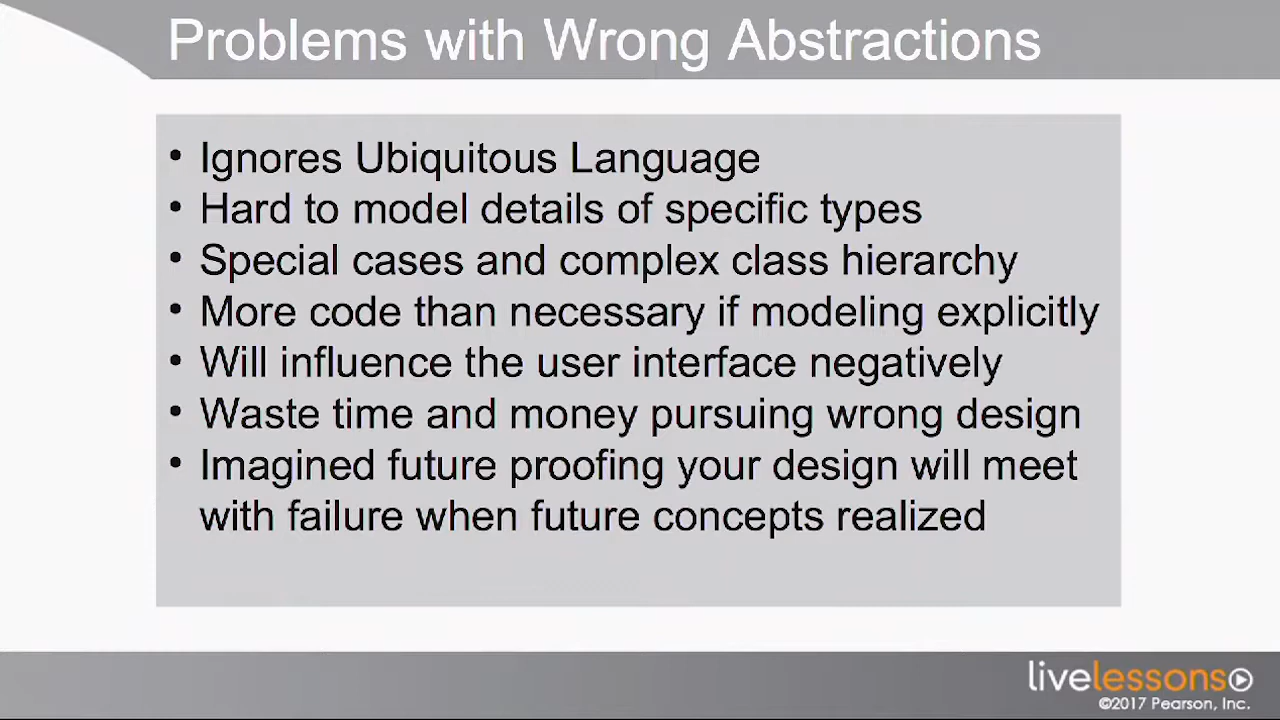 Problems with Wrong Abstractions
• Ignores Ubiquitous Language
• Hard to model details of specific types
• Special cases and complex class hierarchy
• More code than necessary if modeling explicitly
• Will influence the user interface negatively
• Waste time and money pursuing wrong design
• Imagined future proofing your design will meet
with failure when future concepts realized
livelessons
©2017 Pearson, Inc.